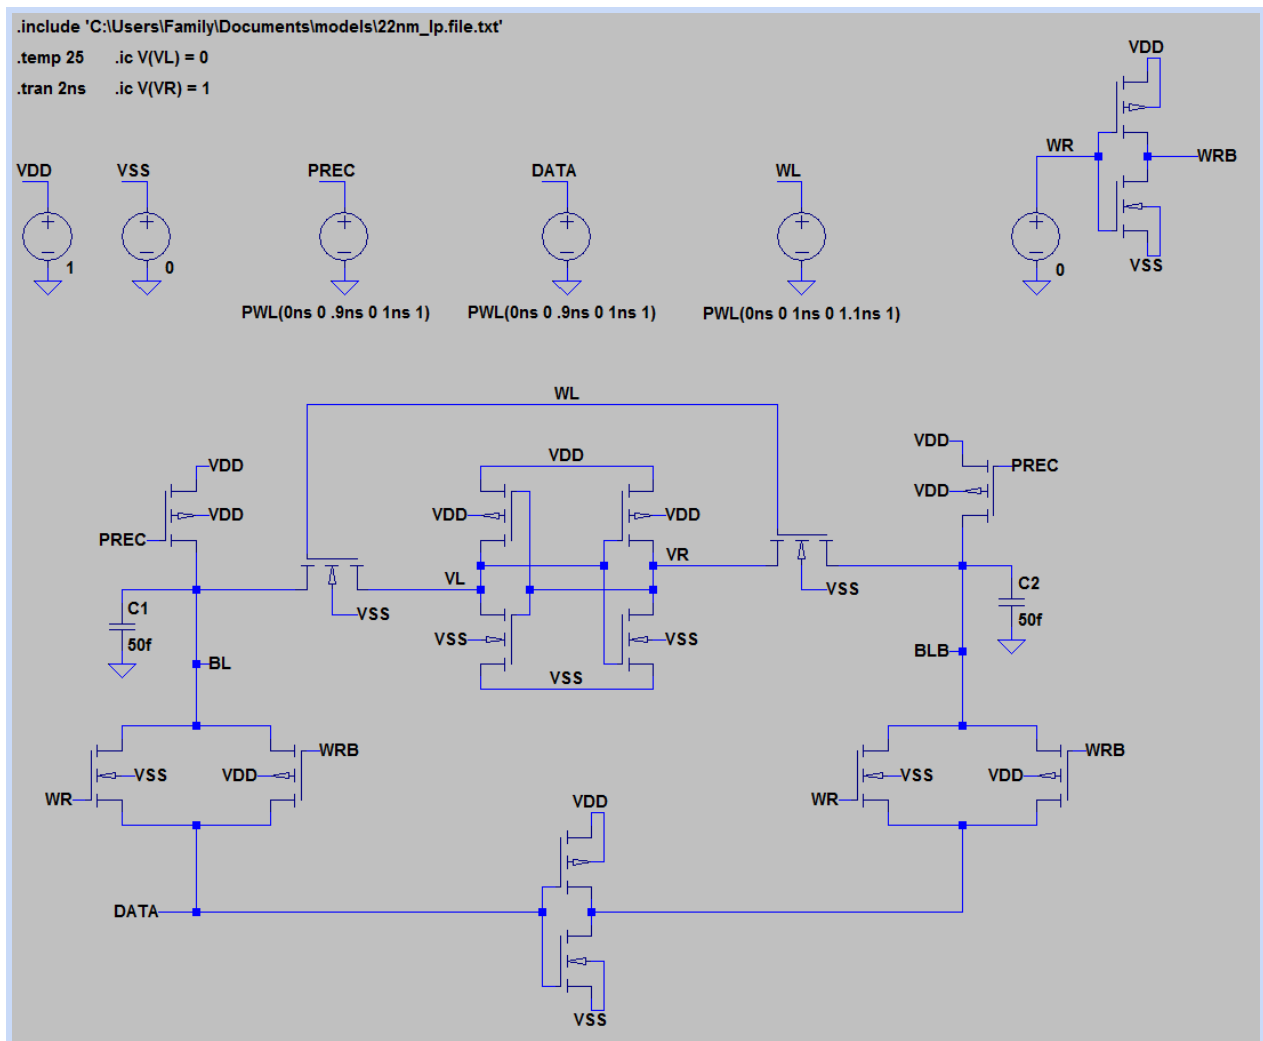 .include 'C:\Users\Family\Documents\models\22nm_lp.file.txt'
.temp 25 .ic V(VL) = 0
.tran 2ns .ic V(VR) = 1
VDD
WR
WRB
VSS
0
VDD
1
VSS
0
PREC
PWL(0ns 0 .9ns 0 1ns 1)
DATA
PWL(0ns 0 .9ns 0 1ns 1)
WL
PWL(0ns 0 1ns 0 1.1ns 1)
WL
VDD
VDD
PREC
C1
50f
BL
VSS
VL
VDD
VDD
VDD
VR
VSS
VSS
VSS
VSS
VDD
PREC
VDD
C2
50f
BLB
WRB
VSS
VDD
WR
WRB
VSS
VDD
WR
DATA
VDD
VSS